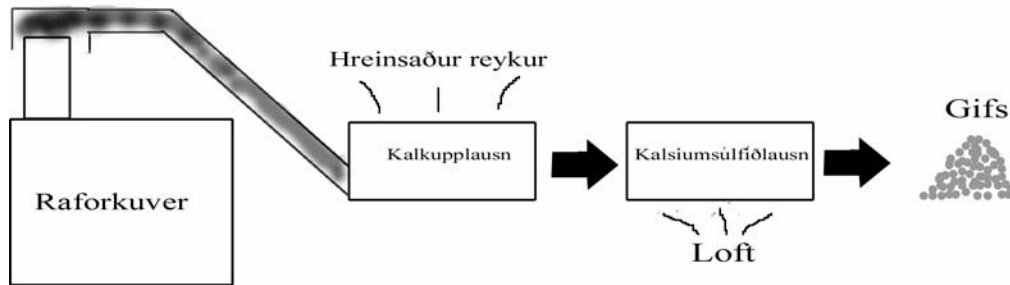 Hreinsaður reykur
Gifs
Kalkupplausn
Kalsiumsúlfíðlausn
Raforkuver
Loft